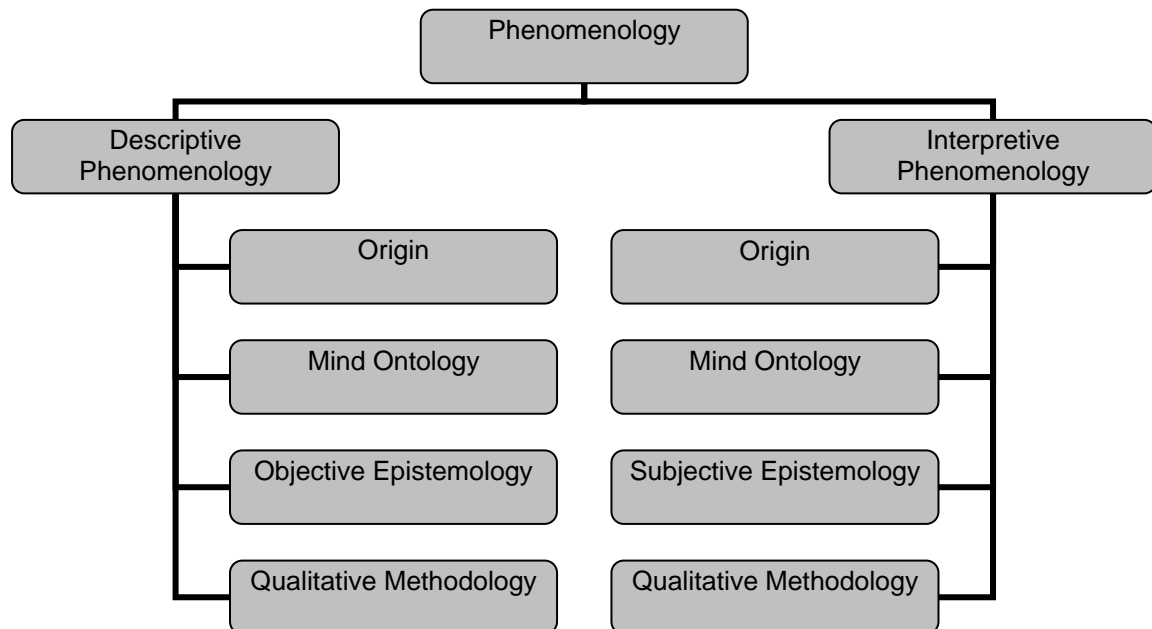 Phenomenology
Descriptive
Phenomenology
Interpretive
Phenomenology
Origin
Origin
Mind Ontology
Mind Ontology
Objective Epistemology
Subjective Epistemology
Qualitative Methodology
Qualitative Methodology